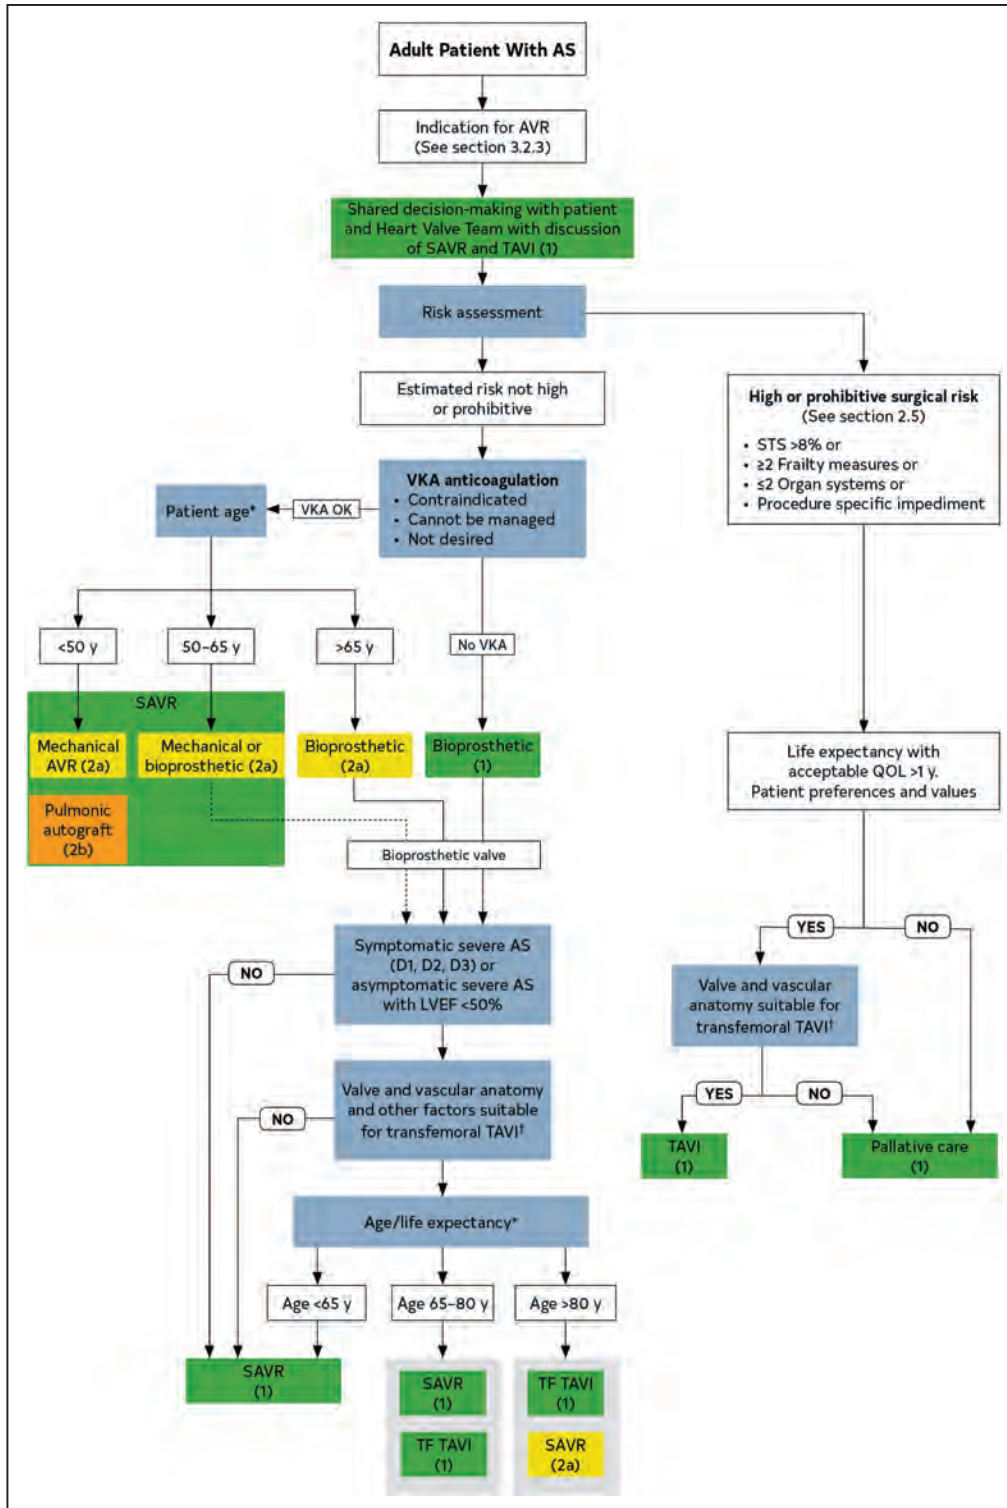 Adult Patient With AS
Indication for AVR
(See section 3.2.3)
Shared decision-making with patient
and Heart Valve Team with discussion
of SAVR and TAVI (1)
Risk assessment
Estimated risk not high
or prohibitive
High or prohibitive surgical risk
(See section 2.5)
• STS >8% or
• ≥2 Frailty measures or
• ≤2 Organ systems or
• Procedure specific impediment
VKA anticoagulation
• Contraindicated
• Cannot be managed
• Not desired
VKA OK
Patient age*
<50 y
50–65 y
>65 y
No VKA
SAVR
Mechanical
AVR (2a)
Mechanical or
bioprosthetic (2a)
Bioprosthetic
(2a)
Bioprosthetic
(1)
Pulmonic
autograft
(2b)
Bioprosthetic valve
Life expectancy with
acceptable QOL >1 y.
Patient preferences and values
YES
NO
Symptomatic severe AS
(D1, D2, D3) or
asymptomatic severe AS
with LVEF <50%
NO
Valve and vascular
anatomy suitable for
transfemoral TAVI†
YES
NO
TAVI
(1)
Pallative care
(1)
Valve and vascular anatomy
and other factors suitable
for transfemoral TAVI†
NO
Age/life expectancy*
Age <65 y
Age 65–80 y
Age >80 y
SAVR
(1)
SAVR
(1)
TF TAVI
(1)
TF TAVI
(1)
SAVR
(2a)